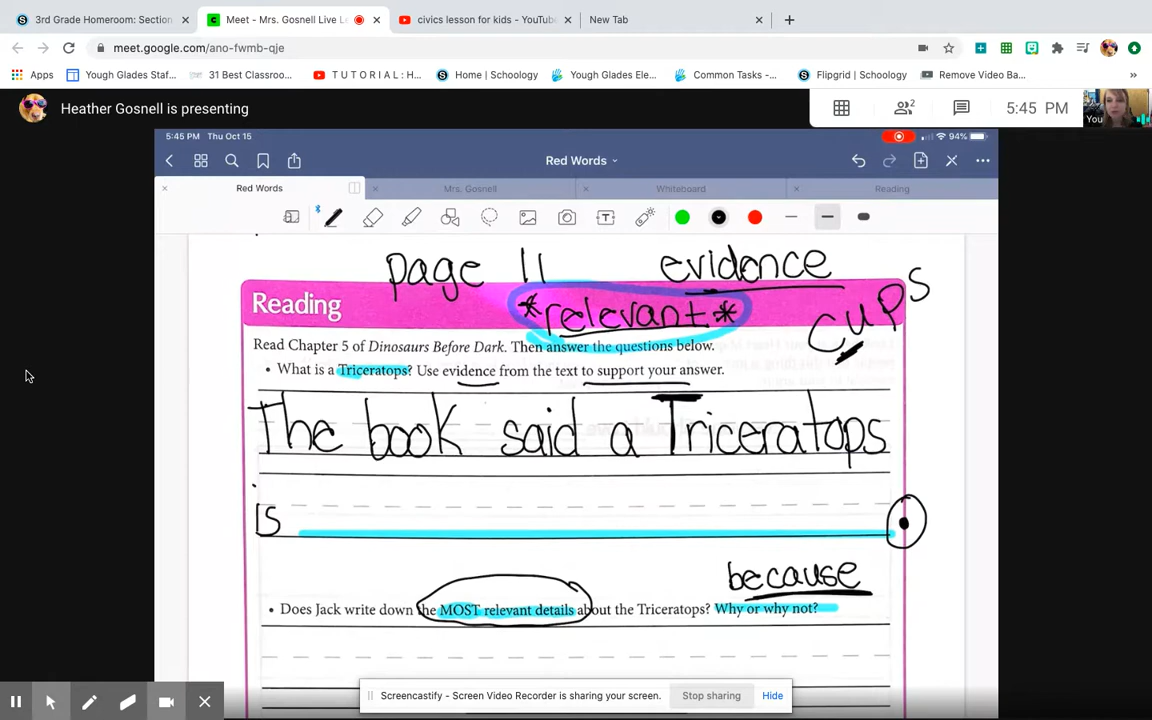 3rd Grade Homeroom: Section
Meet - Mrs. Gosnell Live L
civics lesson for kids - YouTube
New Tab
meet.google.com/ano-fwmb-qje
Apps
Yough Glades Staf...
31 Best Classroo...
T U T O R I A L : H...
Home | Schoology
Yough Glades Ele...
Common Tasks -...
Flipgrid | Schoology
Remove Video Ba...
Heather Gosnell is presenting
2
5:45 PM
You
5:45 PM Thu Oct 15
94%
Red Words
Red Words
Mrs. Gosnell
Whiteboard
Reading
page 11 evidence
Reading
*relevant*
CUPS
Read Chapter 5 of Dinosaurs Before Dark. Then answer the questions below.
• What is a Triceratops? Use evidence from the text to support your answer.
The book said a Triceratops
is .
because
• Does Jack write down the MOST relevant details about the Triceratops? Why or why not?
Screencastify - Screen Video Recorder is sharing your screen.
Stop sharing
Hide